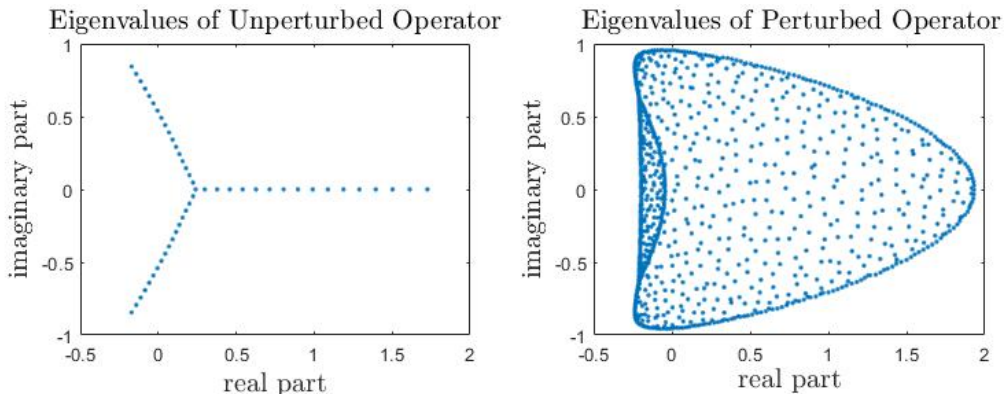 Eigenvalues of Unperturbed Operator
1
0.5
0
-0.5
-1
imaginary part
-0.5 0 0.5 1 1.5 2
real part
Eigenvalues of Perturbed Operator
1
0.5
0
-0.5
-1
imaginary part
-0.5 0 0.5 1 1.5 2
real part